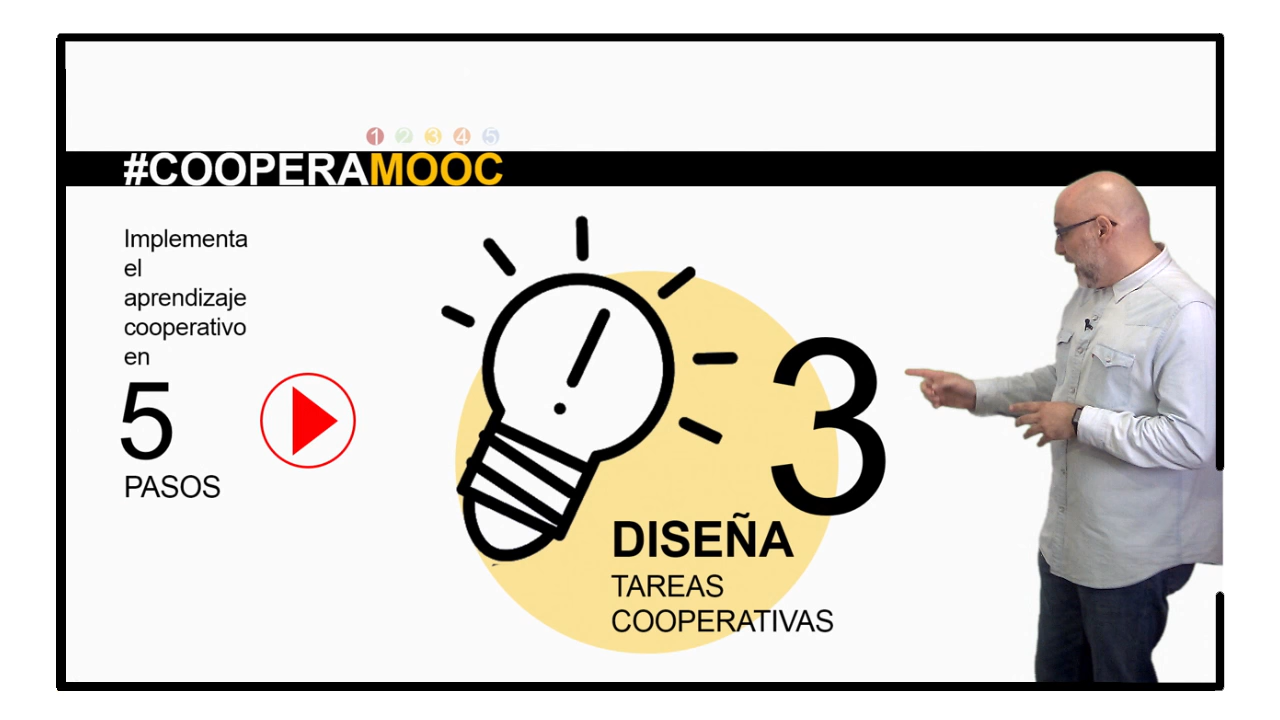 1 2 3 4 5
#COOPERAMOOC
Implementa
el
aprendizaje
cooperativo
en
5
PASOS
3
DISEÑA
TAREAS
COOPERATIVAS